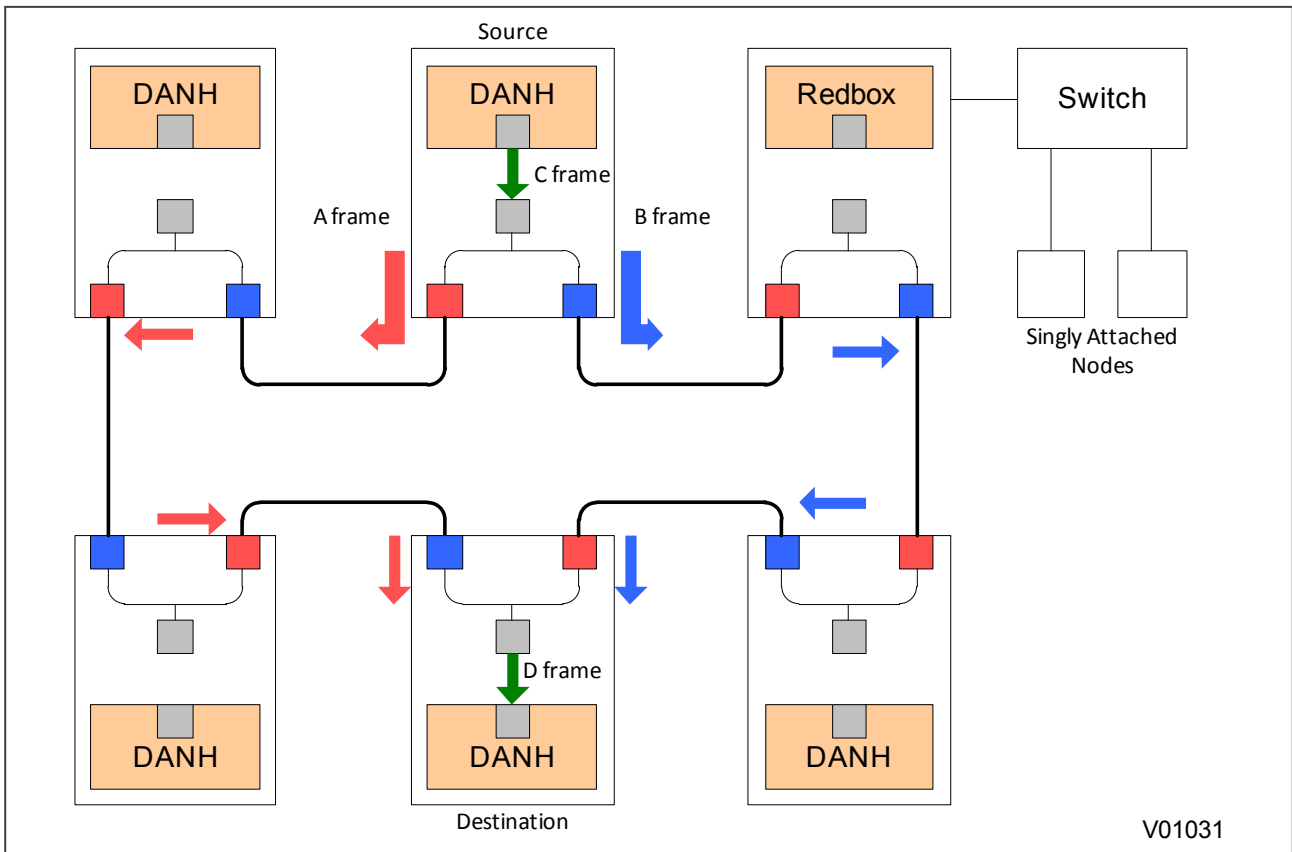 Source
DANH
DANH
Redbox
Switch
C frame
A frame
B frame
Singly Attached
Nodes
D frame
DANH
DANH
DANH
Destination
V01031